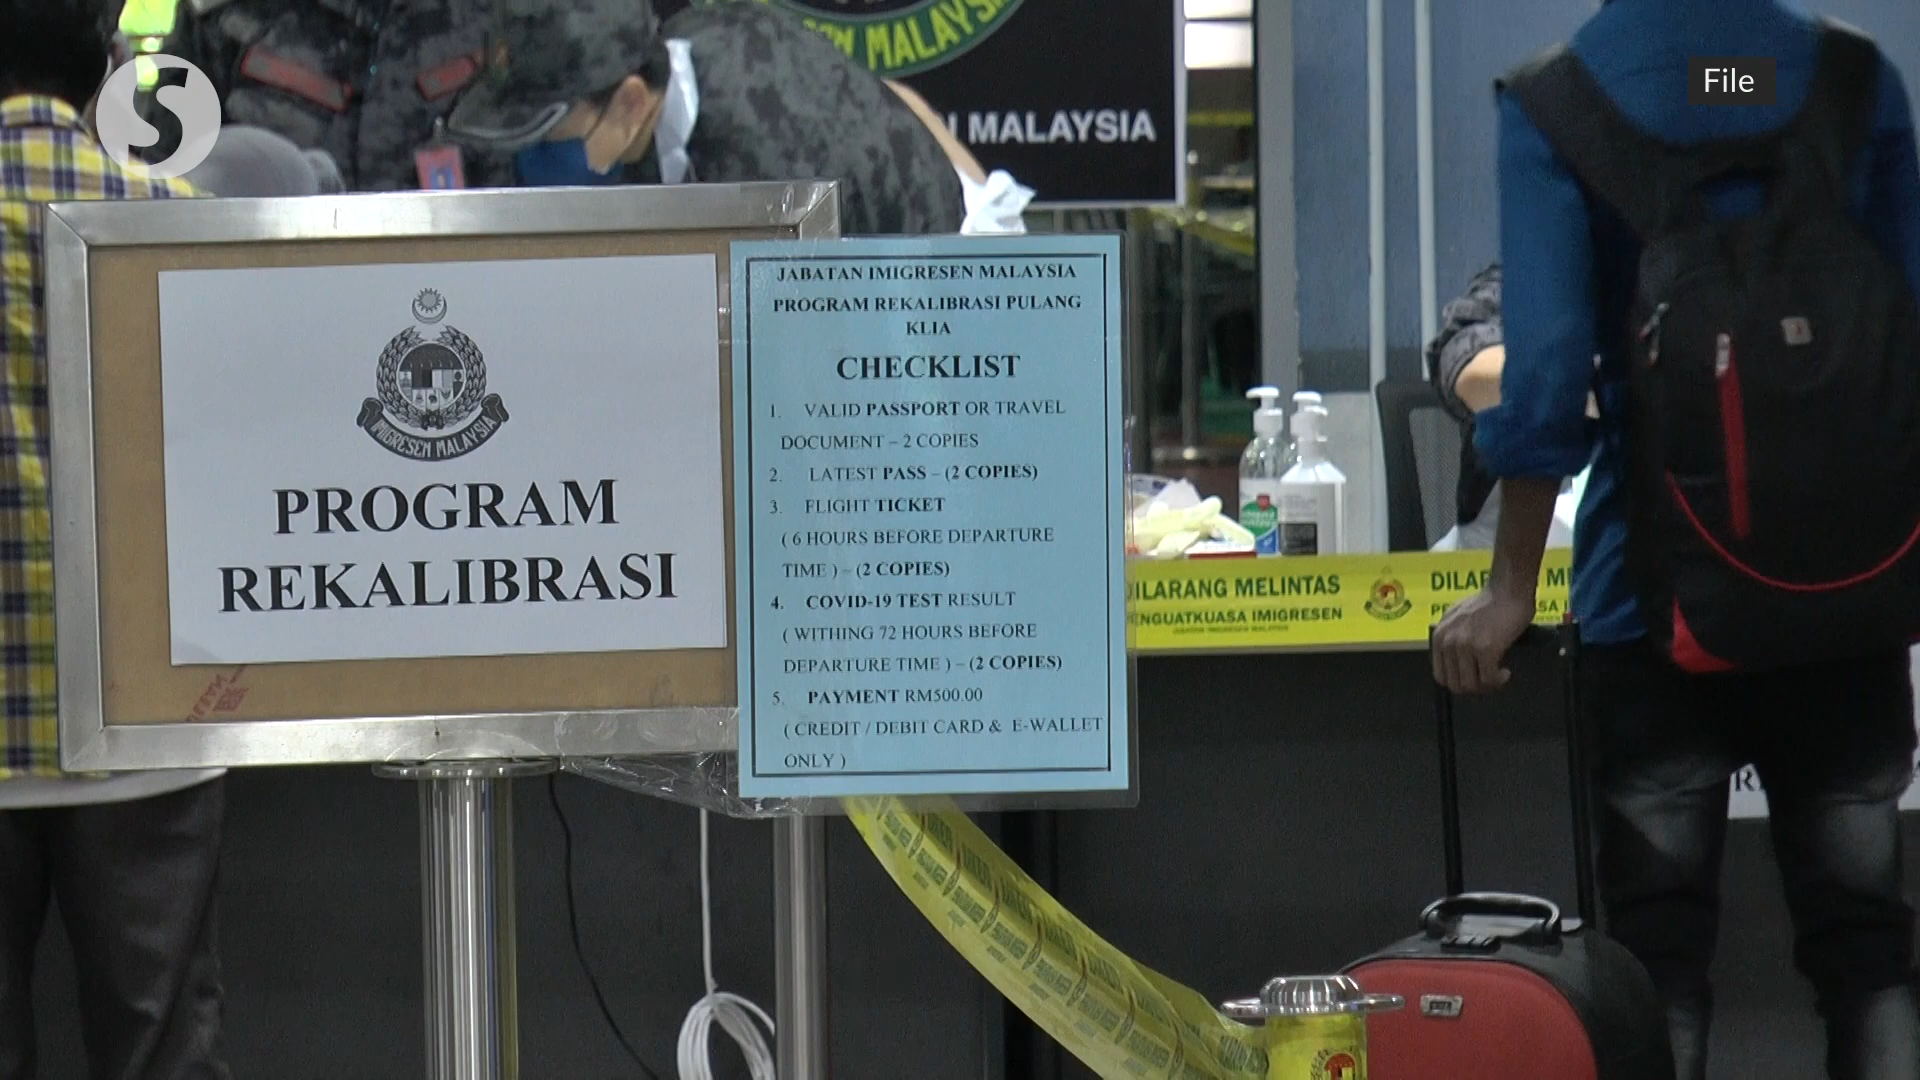 S
File
SEN MALAYSIA
MALAYSIA
IMIGRESEN MALAYSIA
PROGRAM
REKALIBRASI
JABATAN IMIGRESEN MALAYSIA
PROGRAM REKALIBRASI PULANG
KLIA
CHECKLIST
1. VALID PASSPORT OR TRAVEL
DOCUMENT – 2 COPIES
2. LATEST PASS – (2 COPIES)
3. FLIGHT TICKET
( 6 HOURS BEFORE DEPARTURE
TIME ) – (2 COPIES)
4. COVID-19 TEST RESULT
( WITHING 72 HOURS BEFORE
DEPARTURE TIME ) – (2 COPIES)
5. PAYMENT RM500.00
( CREDIT / DEBIT CARD & E-WALLET
ONLY )
DILARANG MELINTAS
PENGUATKUASA IMIGRESEN